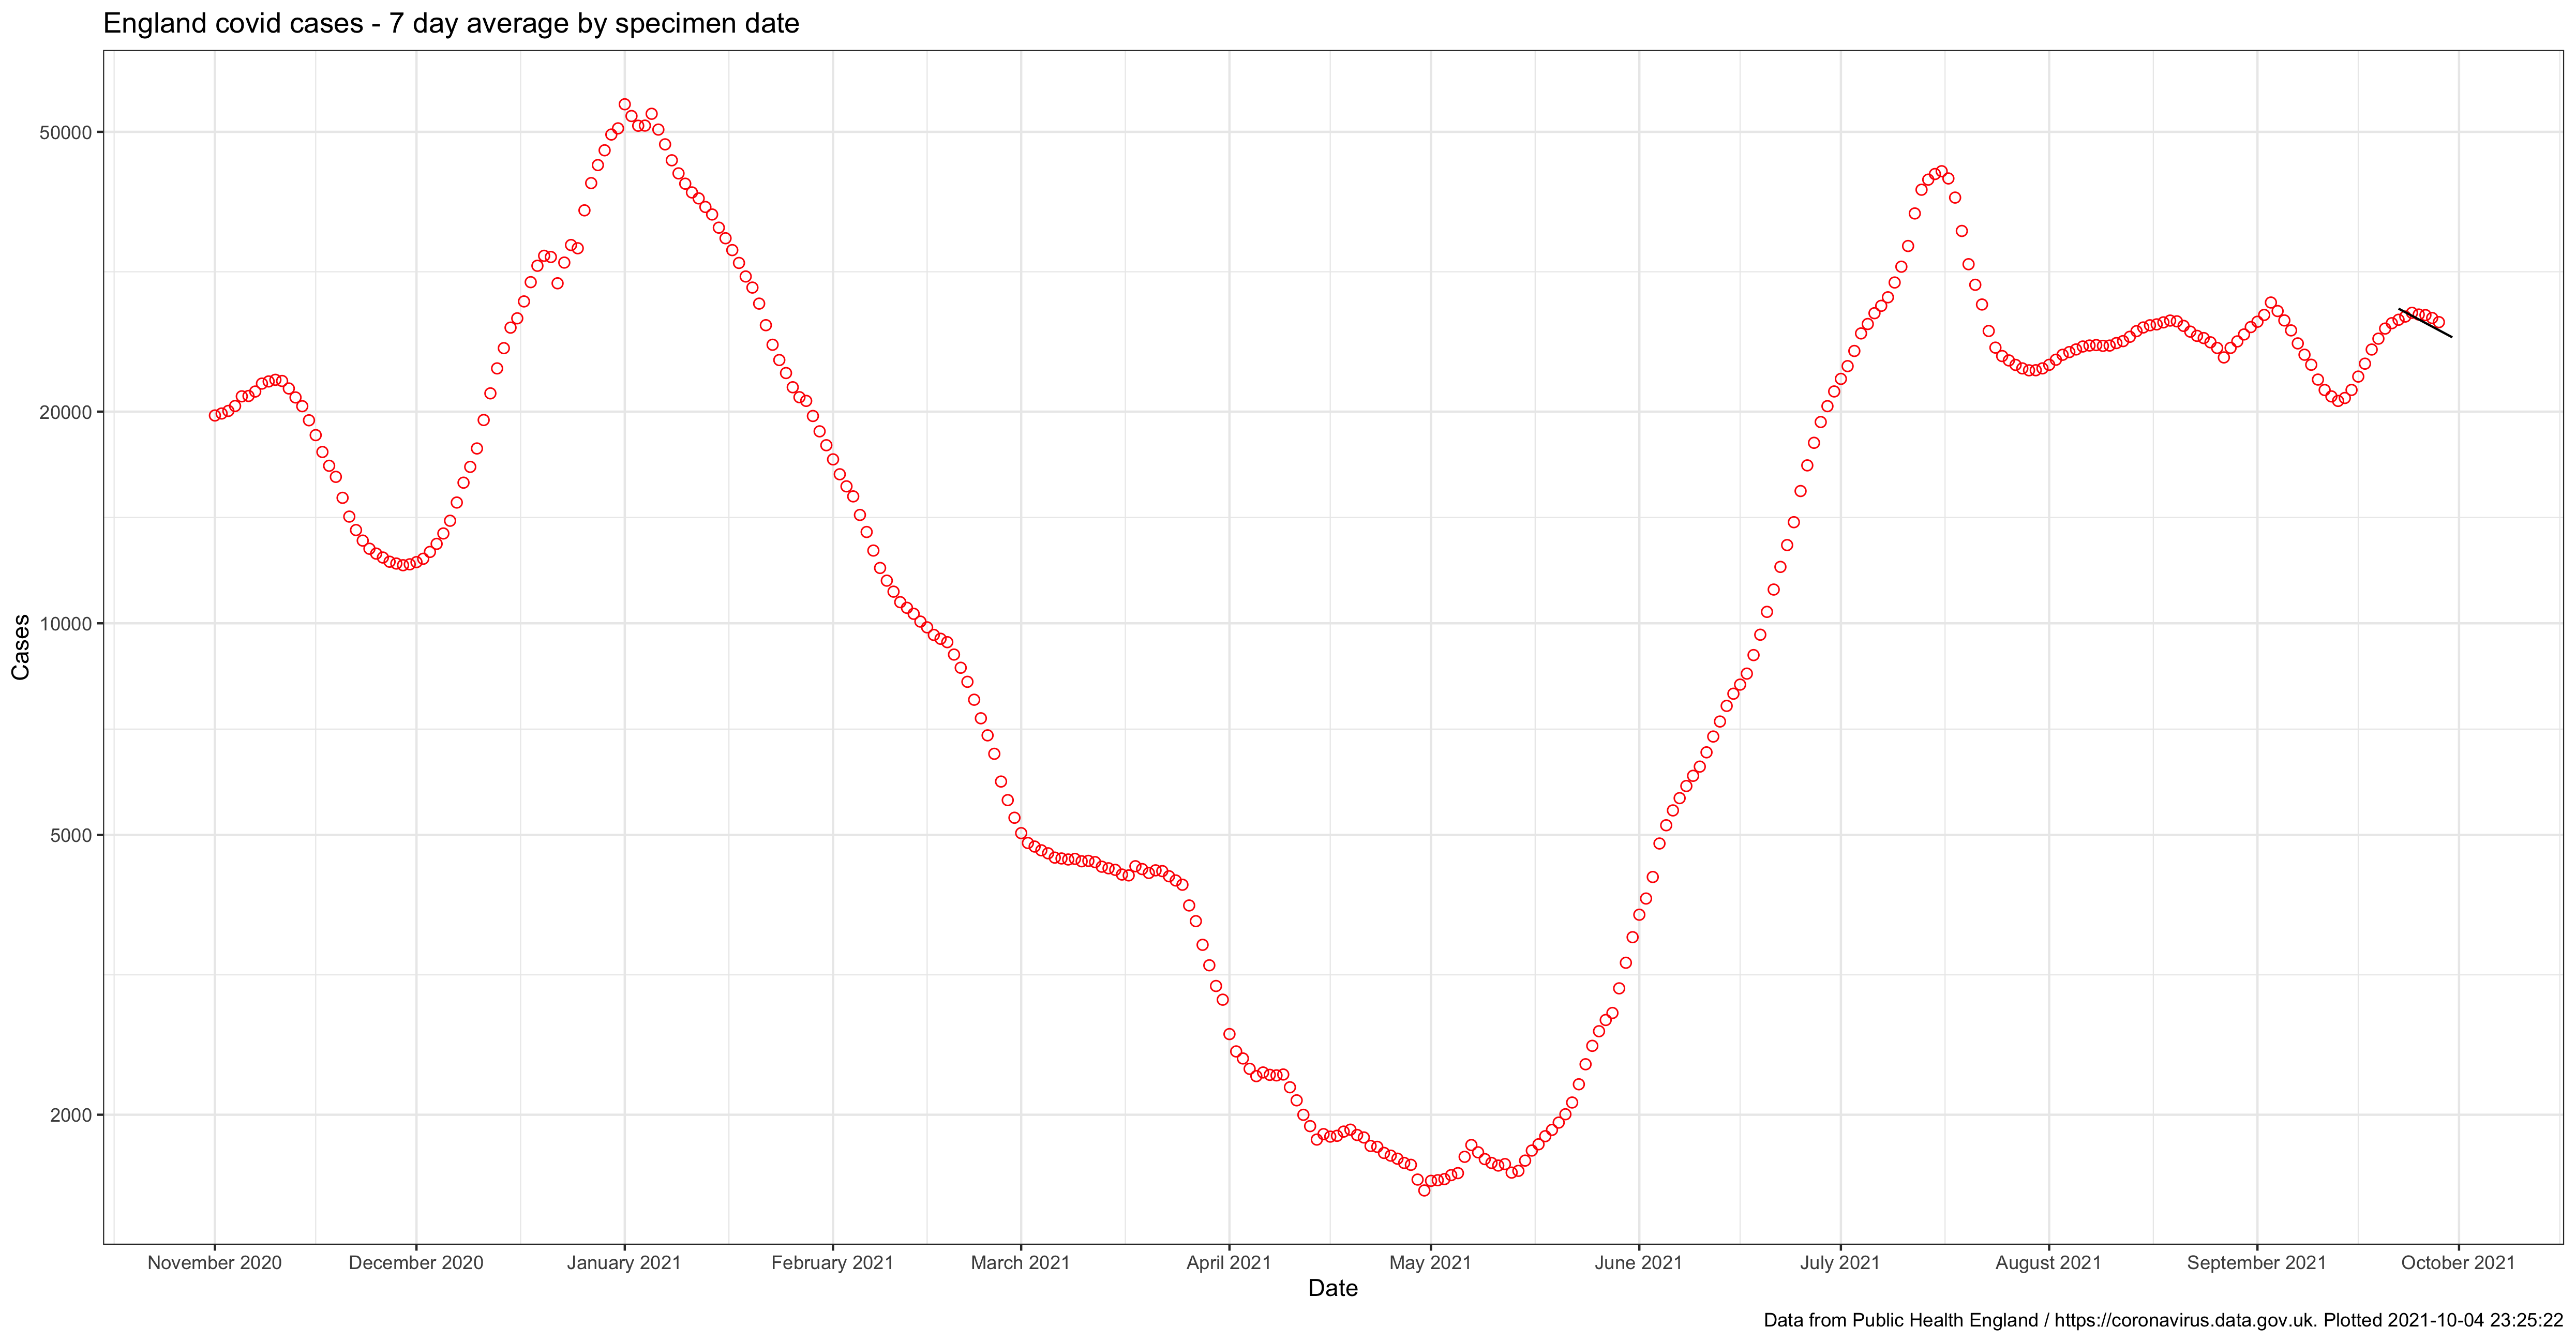 England covid cases - 7 day average by specimen date
50000
20000
10000
5000
2000
Cases
November 2020 December 2020 January 2021 February 2021 March 2021 April 2021 May 2021 June 2021 July 2021 August 2021 September 2021 October 2021
Date
Data from Public Health England / https://coronavirus.data.gov.uk. Plotted 2021-10-04 23:25:22